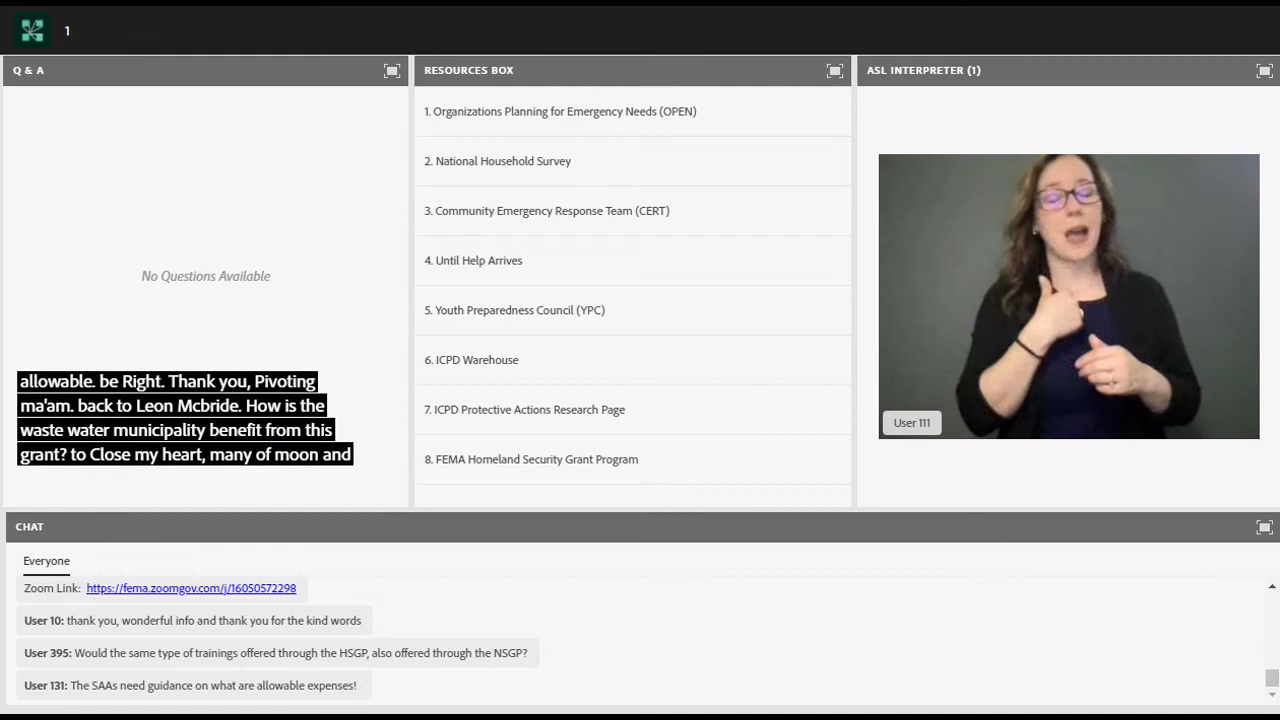 1
Q & A
No Questions Available
allowable. be Right. Thank you, Pivoting
ma'am. back to Leon Mcbride. How is the
waste water municipality benefit from this
grant? to Close my heart, many of moon and
RESOURCES BOX
1. Organizations Planning for Emergency Needs (OPEN)
2. National Household Survey
3. Community Emergency Response Team (CERT)
4. Until Help Arrives
5. Youth Preparedness Council (YPC)
6. ICPD Warehouse
7. ICPD Protective Actions Research Page
8. FEMA Homeland Security Grant Program
ASL INTERPRETER (1)
User 111
CHAT
Everyone
Zoom Link: https://fema.zoomgov.com/j/16050572298
User 10: thank you, wonderful info and thank you for the kind words
User 395: Would the same type of trainings offered through the HSGP, also offered through the NSGP?
User 131: The SAAs need guidance on what are allowable expenses!